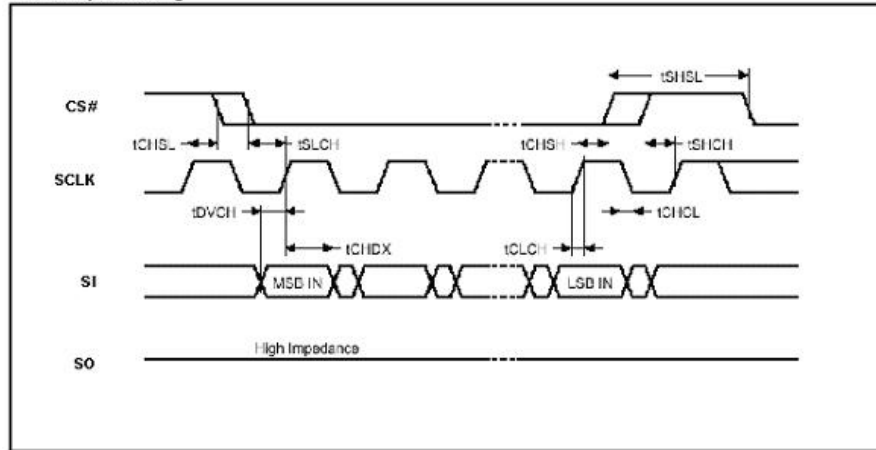 tSHSL
CS#
tCHSL
tSLCH
tCHSH
tSHCH
SCLK
tDVCH
tCHCL
tCHDX
tCLCH
SI
MSB IN
LSB IN
High Impedance
SO